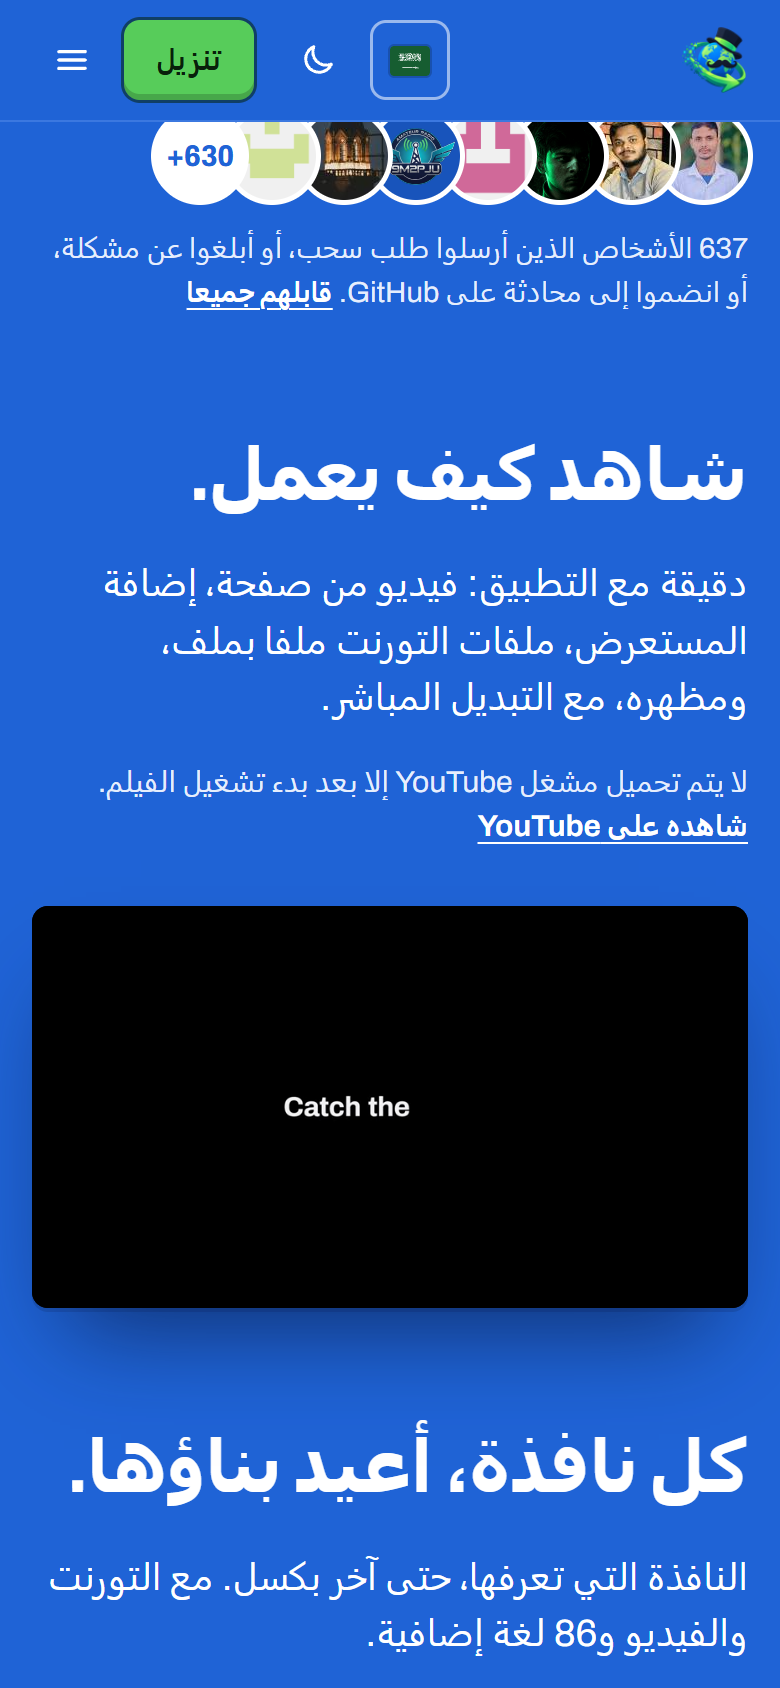 تنزيل
+630
9M2PJU
637 الأشخاص الذين أرسلوا طلب سحب، أو أبلغوا عن مشكلة،
أو انضموا إلى محادثة على GitHub. قابلهم جميعا
شاهد كيف يعمل.
دقيقة مع التطبيق: فيديو من صفحة، إضافة
المستعرض، ملفات التورنت ملفا بملف،
ومظهره، مع التبديل المباشر.
لا يتم تحميل مشغل YouTube إلا بعد بدء تشغيل الفيلم.
شاهده على YouTube
Catch the
كل نافذة، أعيد بناؤها.
النافذة التي تعرفها، حتى آخر بكسل. مع التورنت
والفيديو و86 لغة إضافية.